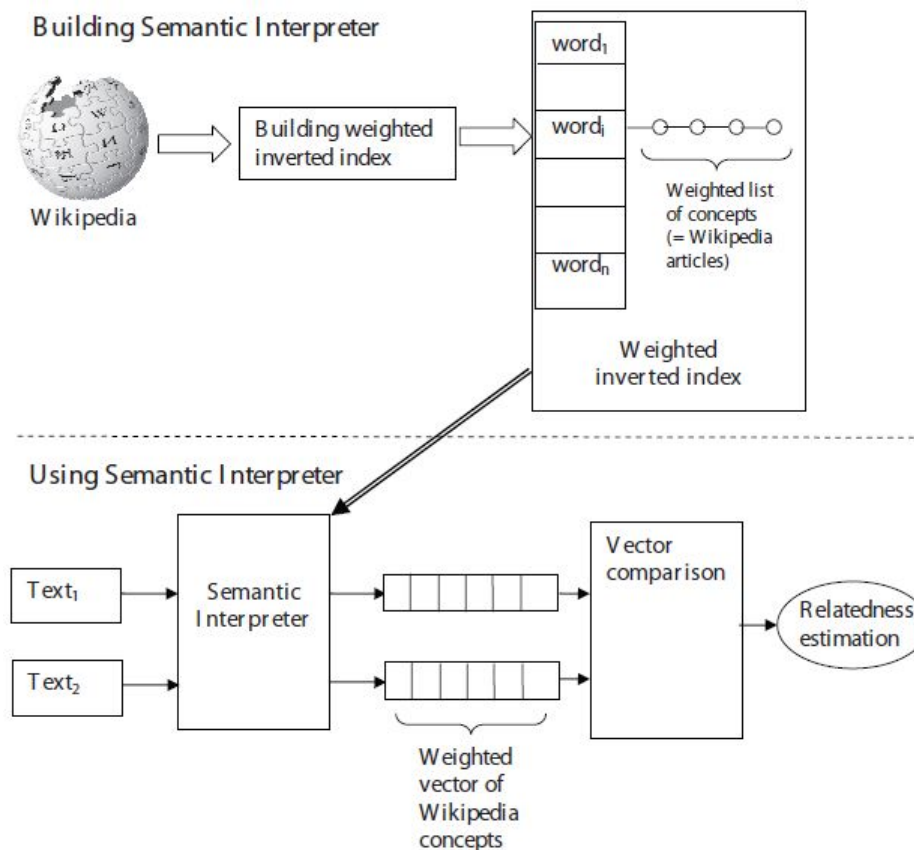 Building Semantic Interpreter
word₁
Building weighted
inverted index
wordᵢ
Wikipedia
Weighted list
of concepts
(= Wikipedia
articles)
wordₙ
Weighted
inverted index
Using Semantic Interpreter
Text₁
Semantic
Interpreter
Vector
comparison
Relatedness
estimation
Text₂
Weighted
vector of
Wikipedia
concepts